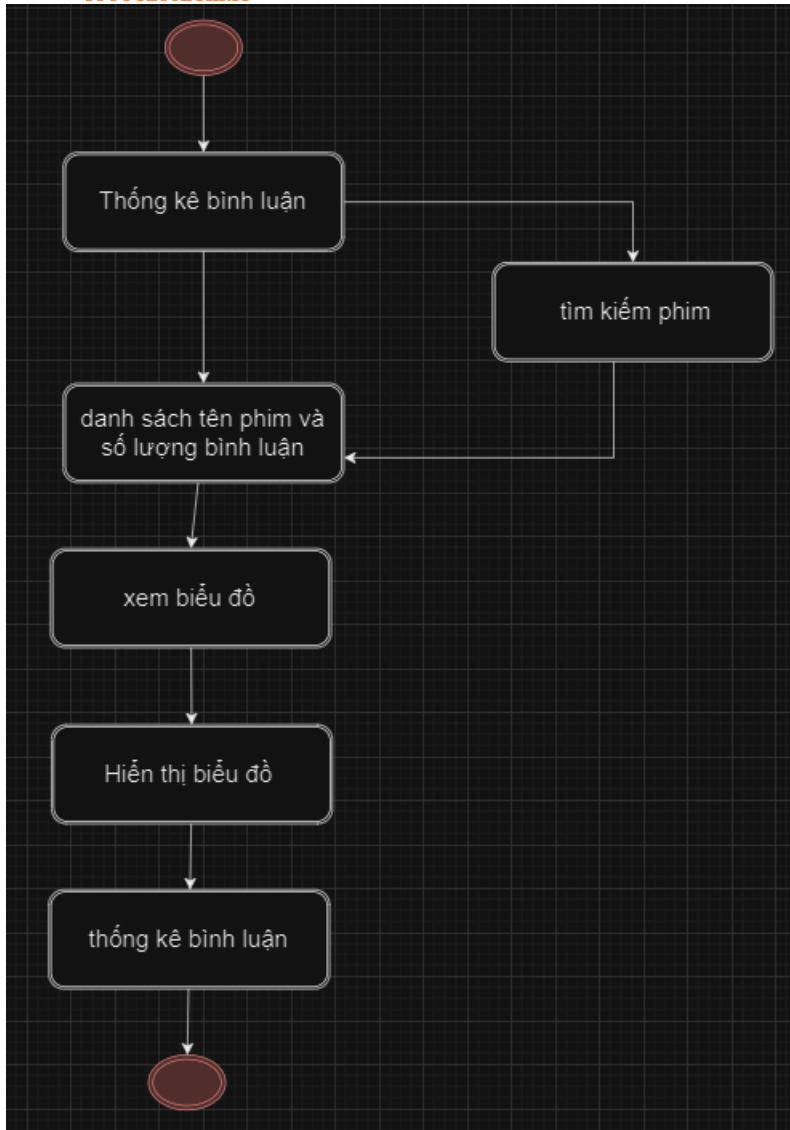 Thống kê bình luận
tìm kiếm phim
danh sách tên phim và
số lượng bình luận
xem biểu đồ
Hiển thị biểu đồ
thống kê bình luận